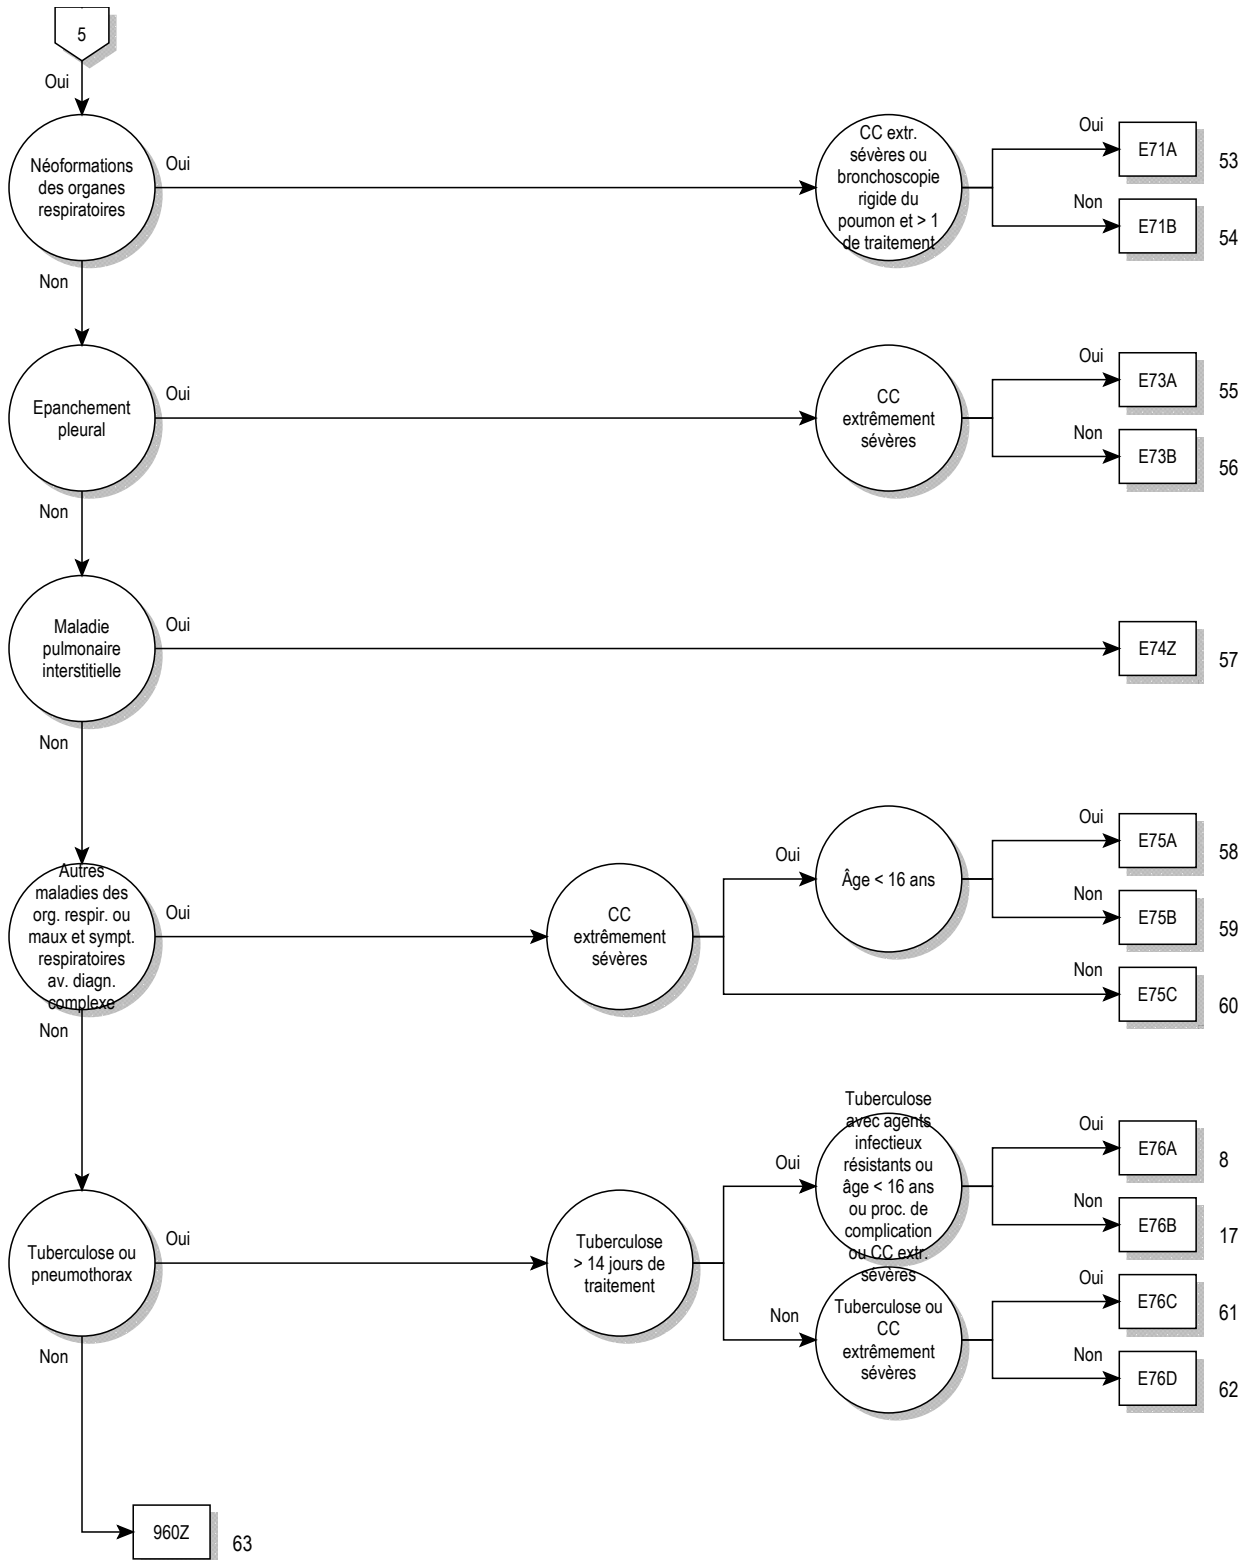 5
Oui
Néoformations
des organes
respiratoires
Oui
CC extr.
sévères ou
bronchoscopie
rigide du
poumon et > 1
de traitement
Oui
E71A
53
Non
E71B
54
Non
Epanchement
pleural
Oui
CC
extrêmement
sévères
Oui
E73A
55
Non
E73B
56
Non
Maladie
pulmonaire
interstitielle
Oui
E74Z
57
Non
Autres
maladies des
org. respir. ou
maux et sympt.
respiratoires
av. diagn.
complexe
Oui
CC
extrêmement
sévères
Oui
Âge < 16 ans
Oui
E75A
58
Non
E75B
59
Non
E75C
60
Non
Tuberculose ou
pneumothorax
Oui
Tuberculose
> 14 jours de
traitement
Oui
Tuberculose
avec agents
infectieux
résistants ou
âge < 16 ans
ou proc. de
complication
ou CC extr.
sévères
Oui
E76A
8
Non
E76B
17
Non
Tuberculose ou
CC
extrêmement
sévères
Oui
E76C
61
Non
E76D
62
Non
960Z
63